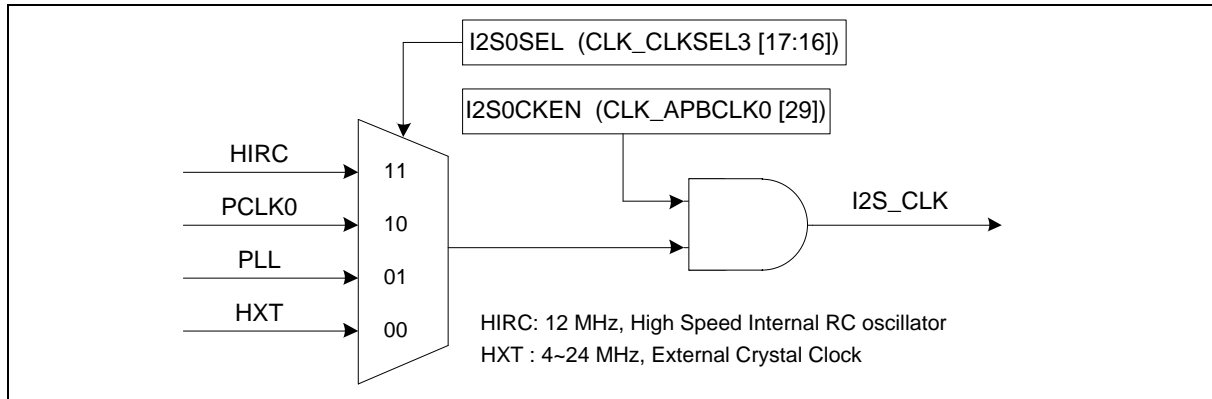 I2S0SEL (CLK_CLKSEL3 [17:16])
I2S0CKEN (CLK_APBCLK0 [29])
HIRC
11
PCLK0
10
I2S_CLK
PLL
01
HXT
00
HIRC: 12 MHz, High Speed Internal RC oscillator
HXT : 4~24 MHz, External Crystal Clock